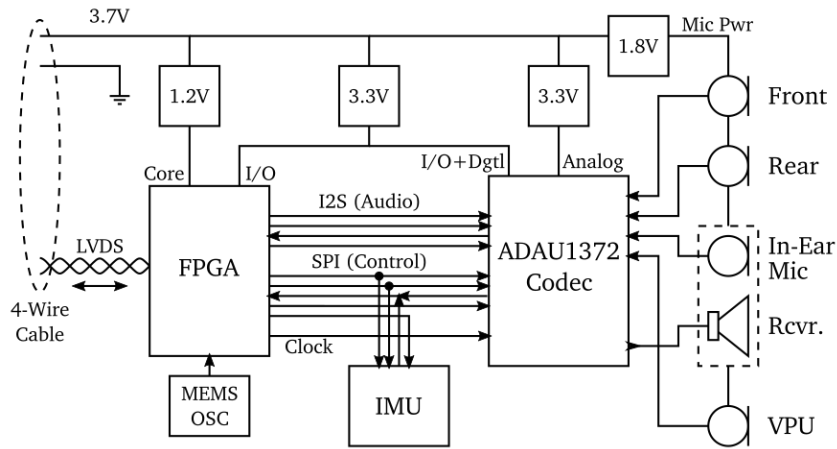 3.7V
Mic Pwr
1.8V
1.2V
3.3V
3.3V
Front
Core
I/O
I/O+Dgtl
Analog
Rear
I2S (Audio)
LVDS
FPGA
ADAU1372
Codec
In-Ear
Mic
SPI (Control)
4-Wire
Cable
Rcvr.
Clock
MEMS
OSC
IMU
VPU